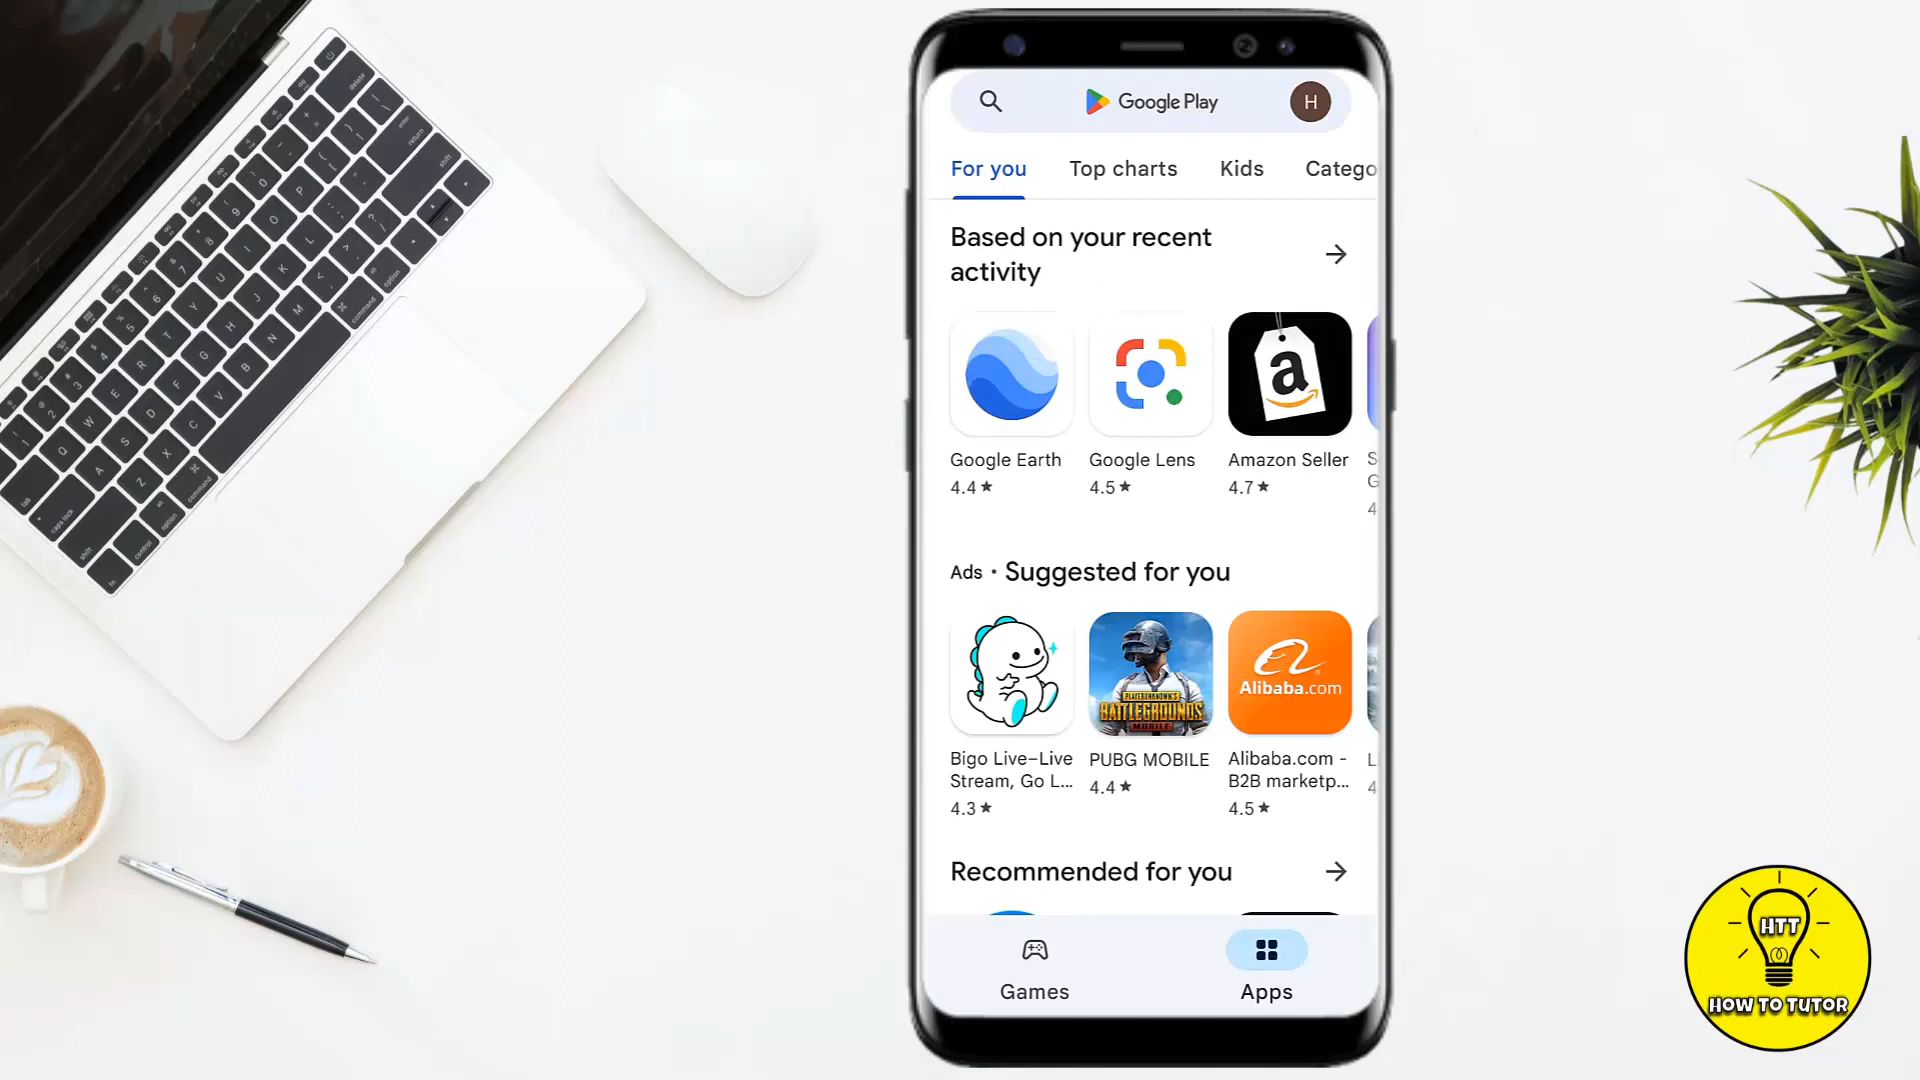 Google Play
H
For you Top charts Kids Catego
Based on your recent
activity
Google Earth Google Lens Amazon Seller
4.4★ 4.5★ 4.7★
Ads • Suggested for you
PLAYERUNKNOWN'S
BATTLEGROUNDS
MOBILE
Alibaba.com
Bigo Live–Live
Stream, Go L...
4.3★
PUBG MOBILE
4.4★
Alibaba.com -
B2B marketp...
4.5★
Recommended for you
Games Apps
HTT
HOW TO TUTOR